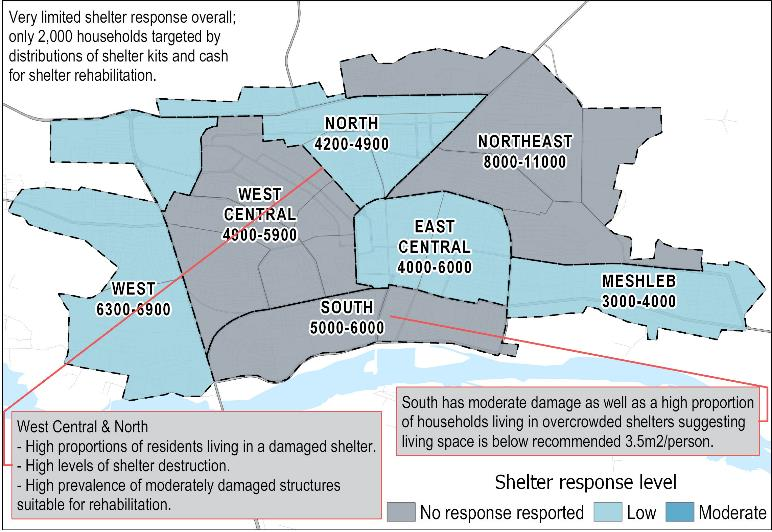 Very limited shelter response overall;
only 2,000 households targeted by
distributions of shelter kits and cash
for shelter rehabilitation.
NORTH
4200-4900
NORTHEAST
8000-11000
WEST
CENTRAL
4900-5900
EAST
CENTRAL
4000-6000
WEST
6300-6900
MESHLEB
3000-4000
SOUTH
5000-6000
West Central & North
- High proportions of residents living in a damaged shelter.
- High levels of shelter destruction.
- High prevalence of moderately damaged structures
suitable for rehabilitation.
South has moderate damage as well as a high proportion
of households living in overcrowded shelters suggesting
living space is below recommended 3.5m2/person.
Shelter response level
No response resported
Low
Moderate